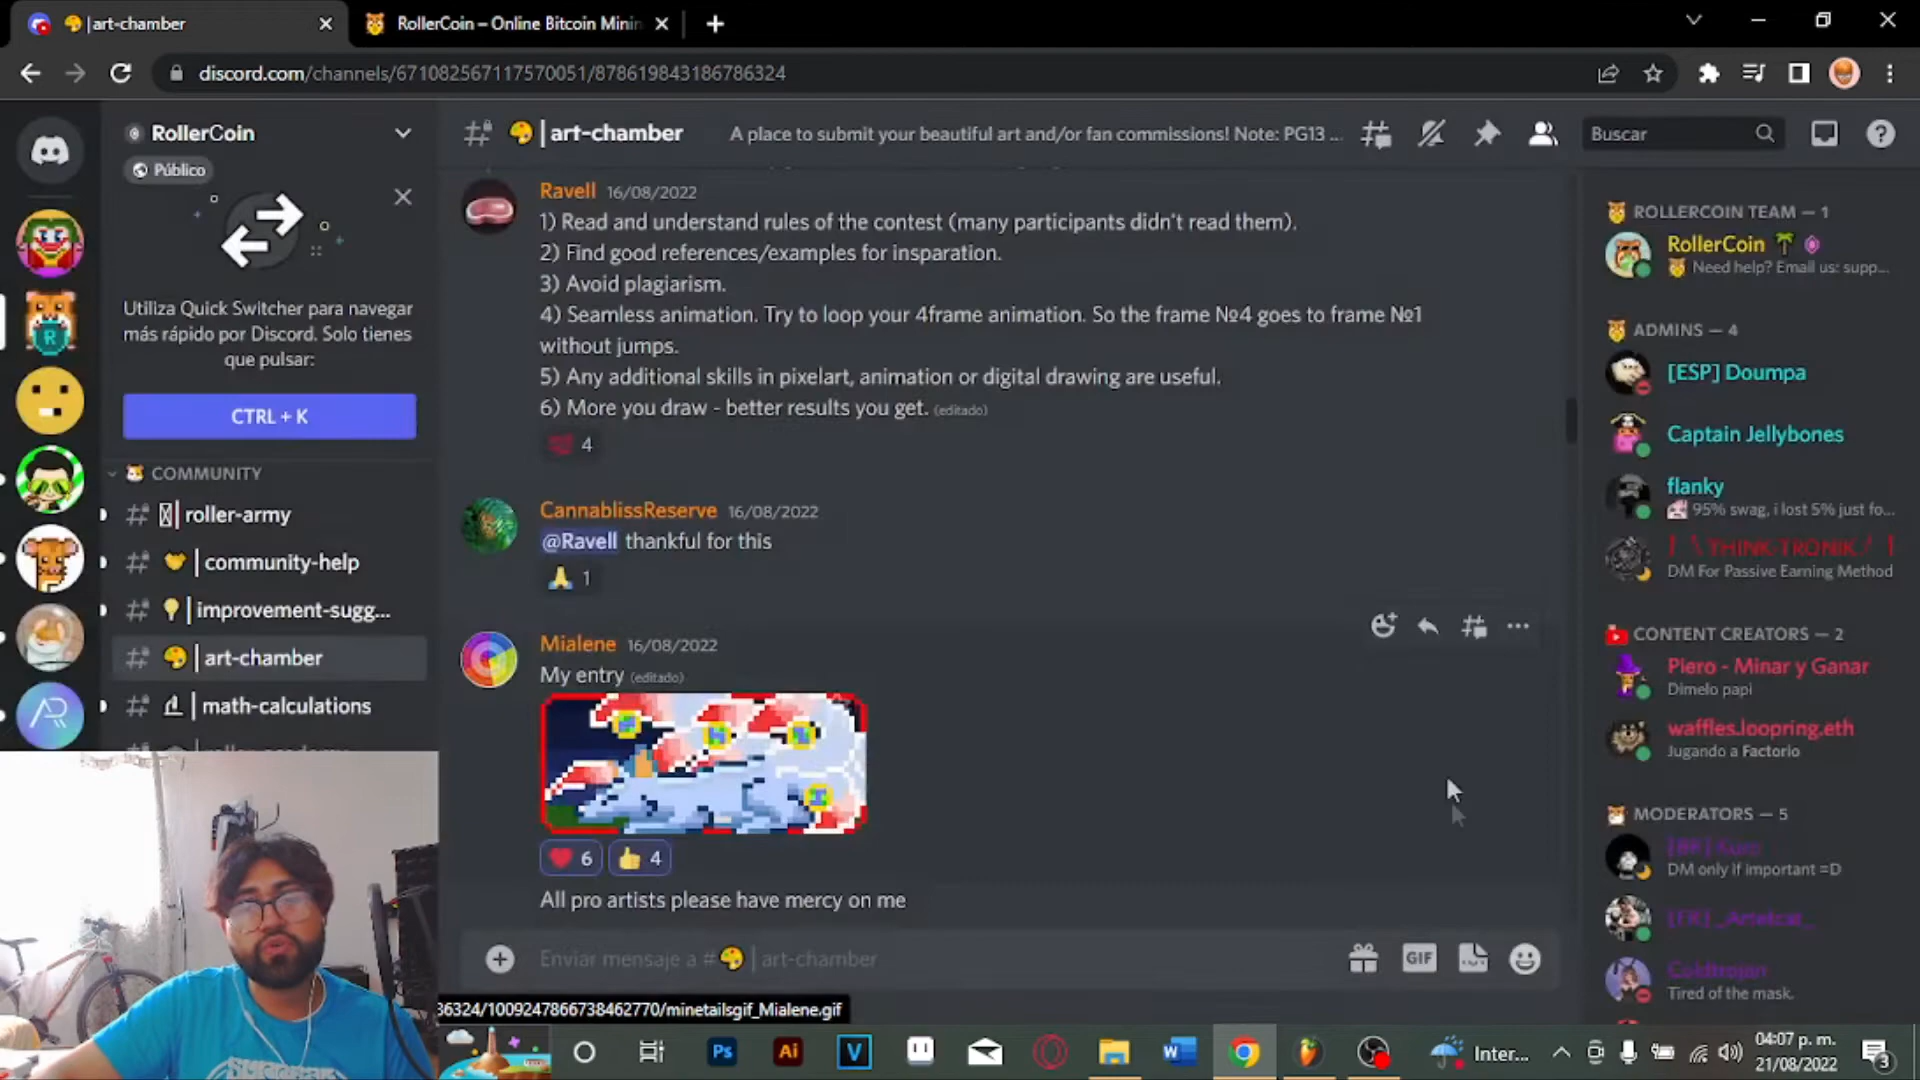 |art-chamber
RollerCoin – Online Bitcoin Minin
discord.com/channels/671082567117570051/878619843186786324
RollerCoin
Público
Utiliza Quick Switcher para navegar
más rápido por Discord. Solo tienes
que pulsar:
CTRL + K
COMMUNITY
| roller-army
| community-help
| improvement-sugg...
| art-chamber
| math-calculations
| art-chamber
A place to submit your beautiful art and/or fan commissions! Note: PG13 ...
Buscar
Ravell 16/08/2022
1) Read and understand rules of the contest (many participants didn't read them).
2) Find good references/examples for insparation.
3) Avoid plagiarism.
4) Seamless animation. Try to loop your 4frame animation. So the frame №4 goes to frame №1
without jumps.
5) Any additional skills in pixelart, animation or digital drawing are useful.
6) More you draw - better results you get. (editado)
4
CannablissReserve 16/08/2022
@Ravell thankful for this
1
Mialene 16/08/2022
My entry (editado)
6 4
All pro artists please have mercy on me
Enviar mensaje a # | art-chamber
GIF
36324/1009247866738462770/minetailsgif_Mialene.gif
ROLLERCOIN TEAM — 1
RollerCoin
Need help? Email us: supp...
ADMINS — 4
[ESP] Doumpa
Captain Jellybones
flanky
95% swag, i lost 5% just fo...
THINK-TRONIK
DM For Passive Earning Method
CONTENT CREATORS — 2
Piero - Minar y Ganar
Dimelo papi
waffles.loopring.eth
Jugando a Factorio
MODERATORS — 5
DM only if important =D
Coldtrojan
Tired of the mask.
Ps
Ai
V
W
Inter...
04:07 p. m.
21/08/2022
3